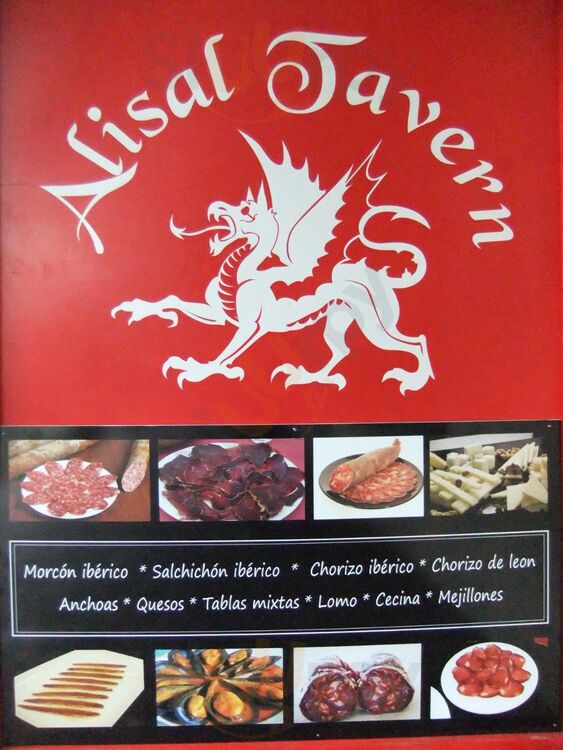 Alisal Tavern
Morcón ibérico * Salchichón ibérico * Chorizo ibérico * Chorizo de leon
Anchoas * Quesos * Tablas mixtas * Lomo * Cecina * Mejillones